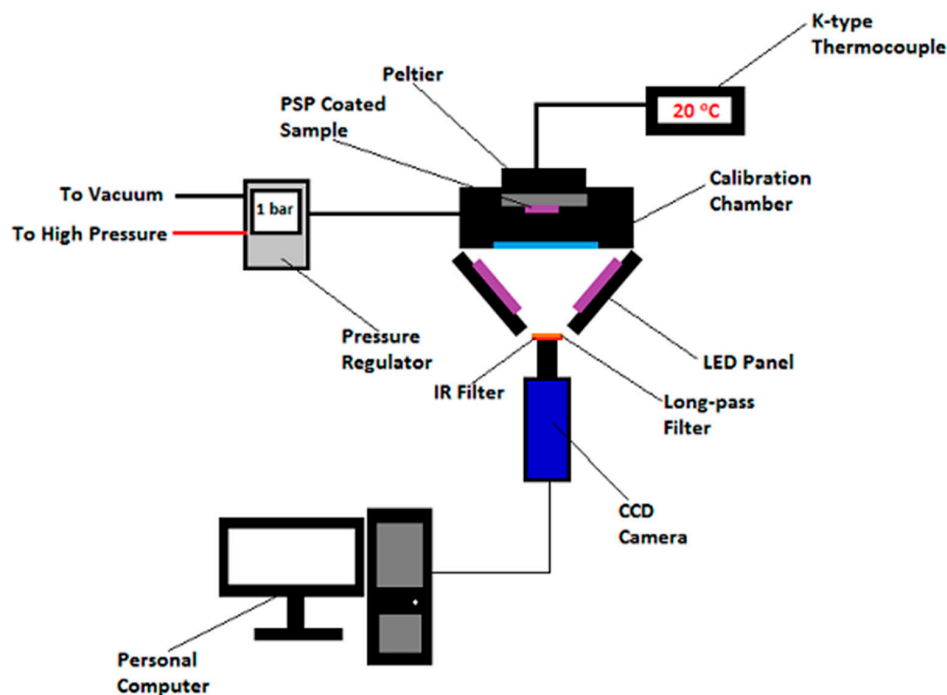 K-type
Thermocouple
Peltier
PSP Coated
Sample
20 °C
Calibration
Chamber
To Vacuum
1 bar
To High Pressure
Pressure
Regulator
LED Panel
IR Filter
Long-pass
Filter
CCD
Camera
Personal
Computer